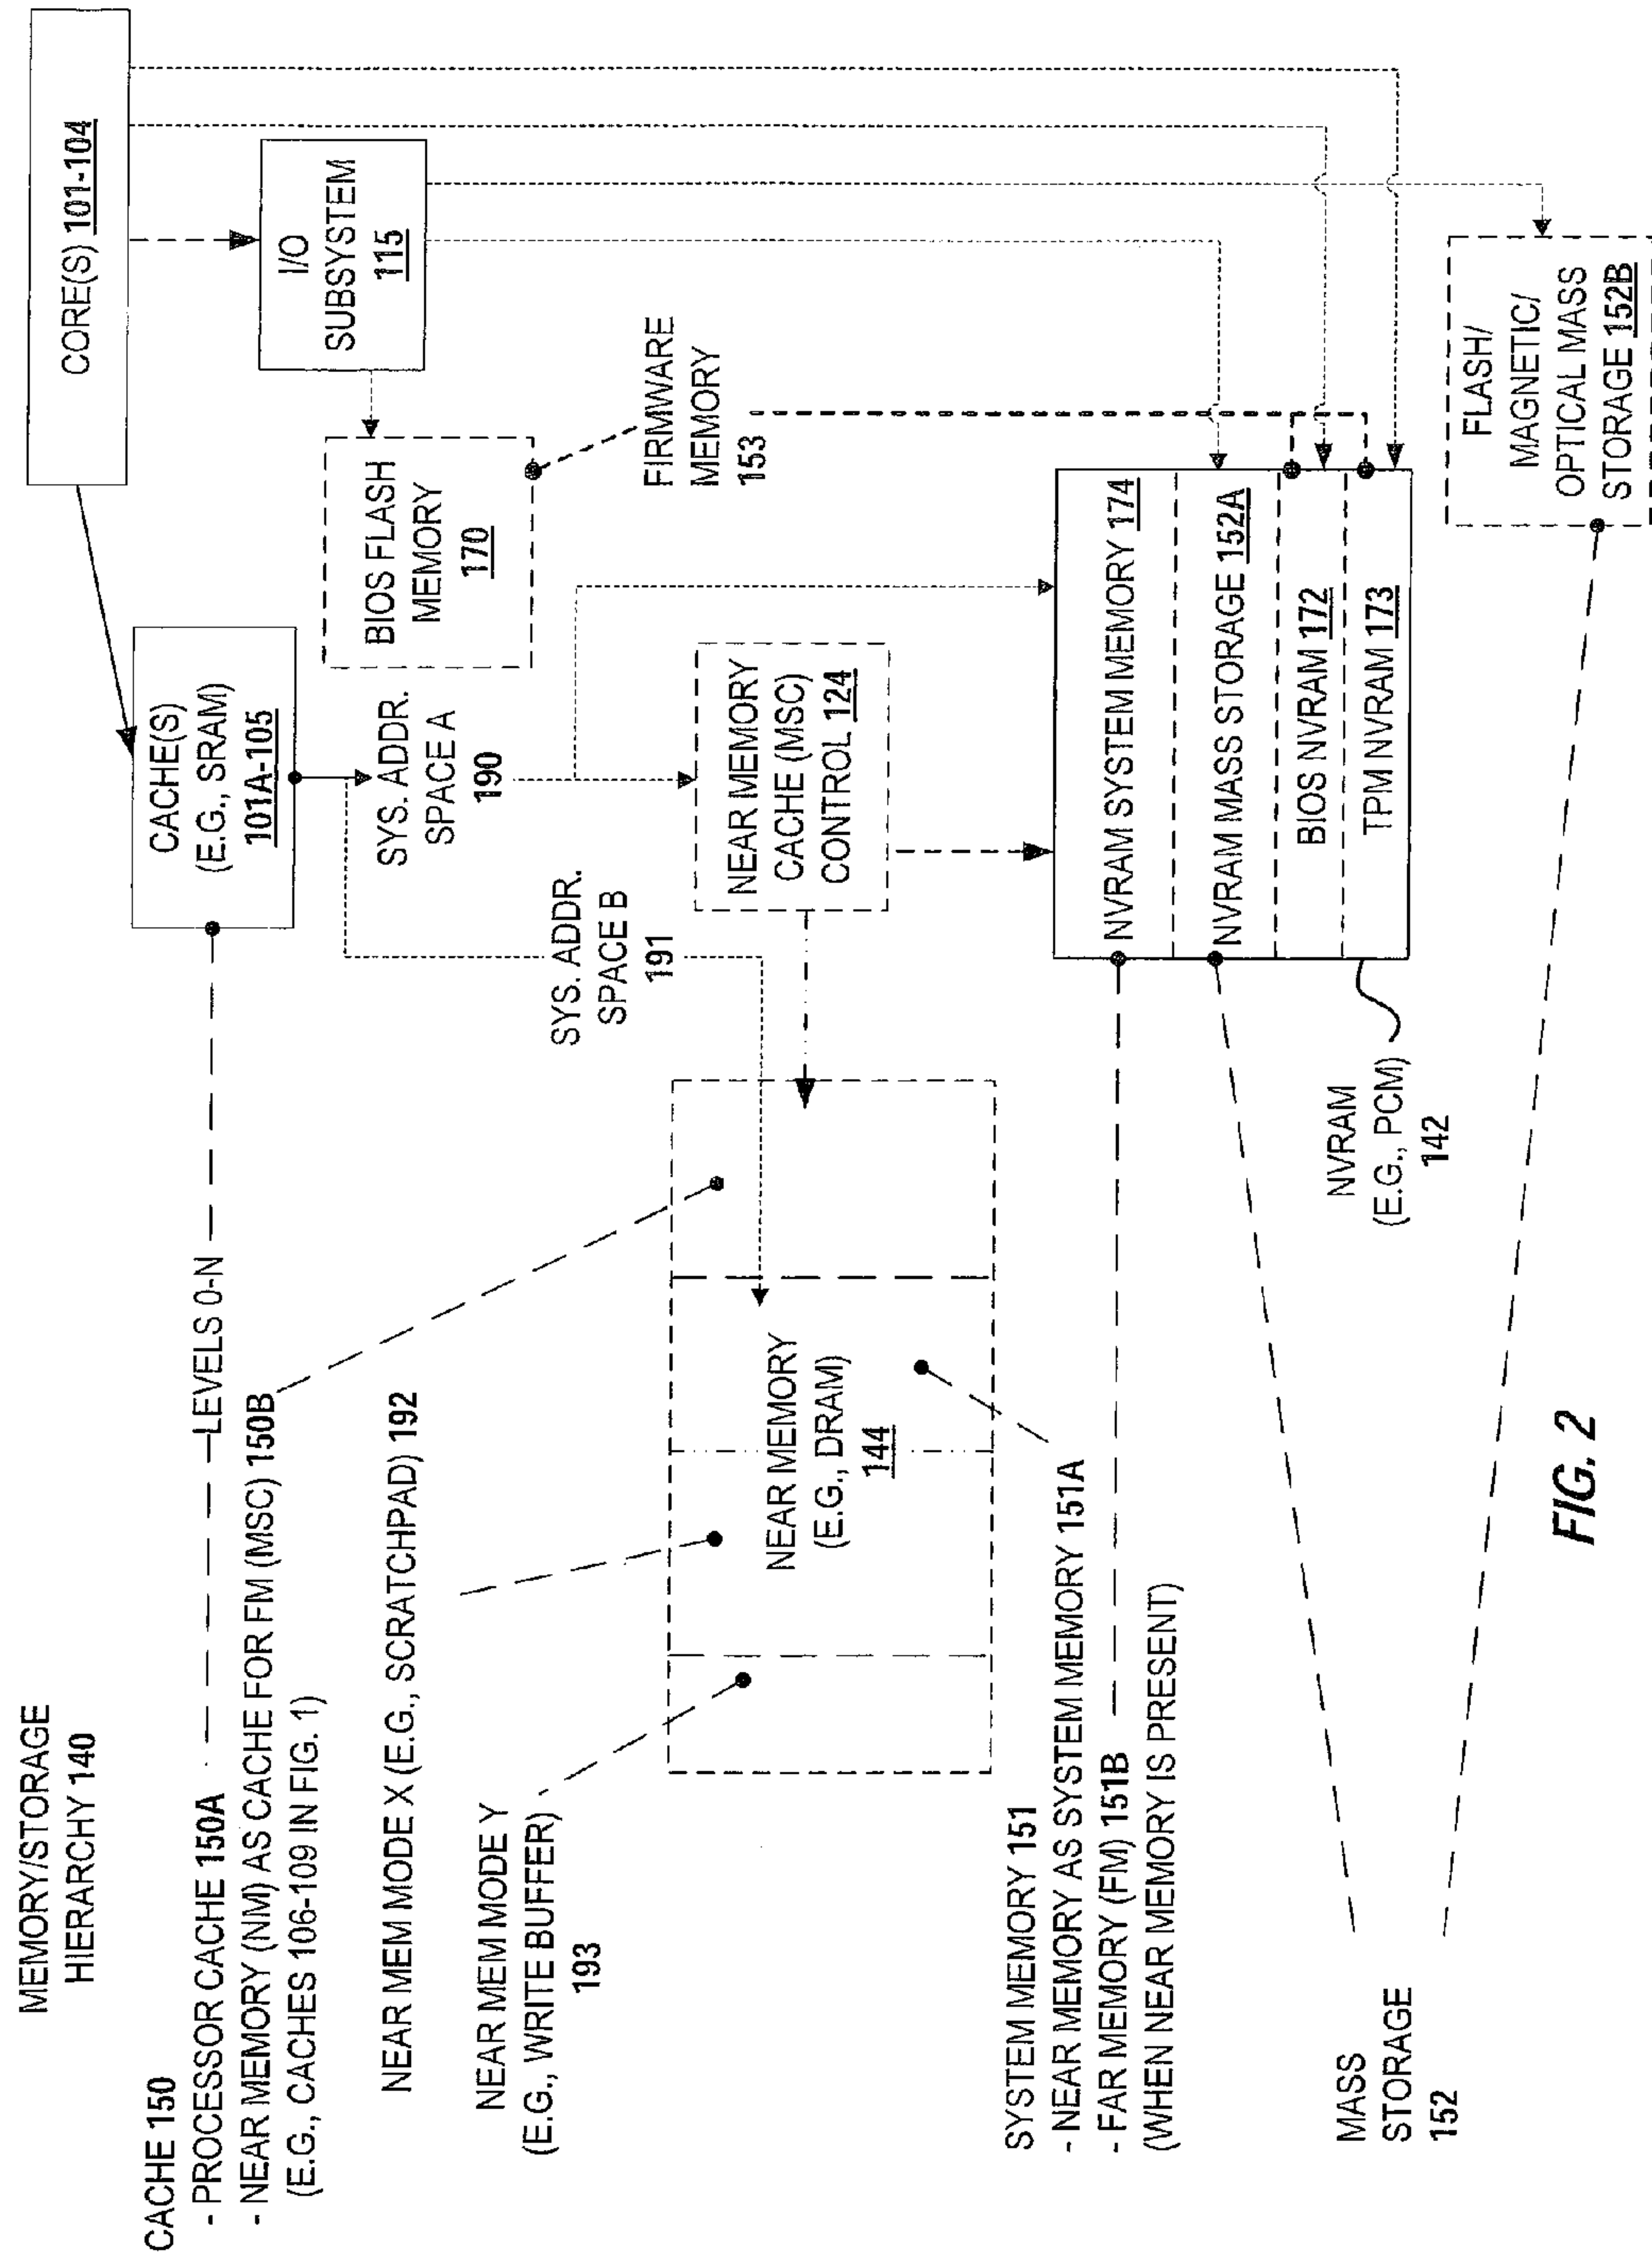 MEMORY/STORAGE
HIERARCHY 140
CACHE 150
- PROCESSOR CACHE 150A
LEVELS 0-N
- NEAR MEMORY (NM) AS CACHE FOR FM (MSC) 150B
(E.G., CACHES 106-109 IN FIG. 1)
NEAR MEM MODE X (E.G., SCRATCHPAD) 192
NEAR MEM MODE Y
(E.G., WRITE BUFFER)
193
SYSTEM MEMORY 151
- NEAR MEMORY AS SYSTEM MEMORY 151A
- FAR MEMORY (FM) 151B
(WHEN NEAR MEMORY IS PRESENT)
MASS
STORAGE
152
CORE(S) 101-104
CACHE(S)
(E.G., SRAM)
101A-105
I/O
SUBSYSTEM
115
BIOS FLASH
MEMORY
170
SYS. ADDR.
SPACE A
190
SYS. ADDR.
SPACE B
191
FIRMWARE
MEMORY
153
NEAR MEMORY
CACHE (MSC)
CONTROL 124
NEAR MEMORY
(E.G., DRAM)
144
NVRAM SYSTEM MEMORY 174
NVRAM MASS STORAGE 152A
BIOS NVRAM 172
TPM NVRAM 173
NVRAM
(E.G., PCM)
142
FLASH/
MAGNETIC/
OPTICAL MASS
STORAGE 152B
FIG. 2